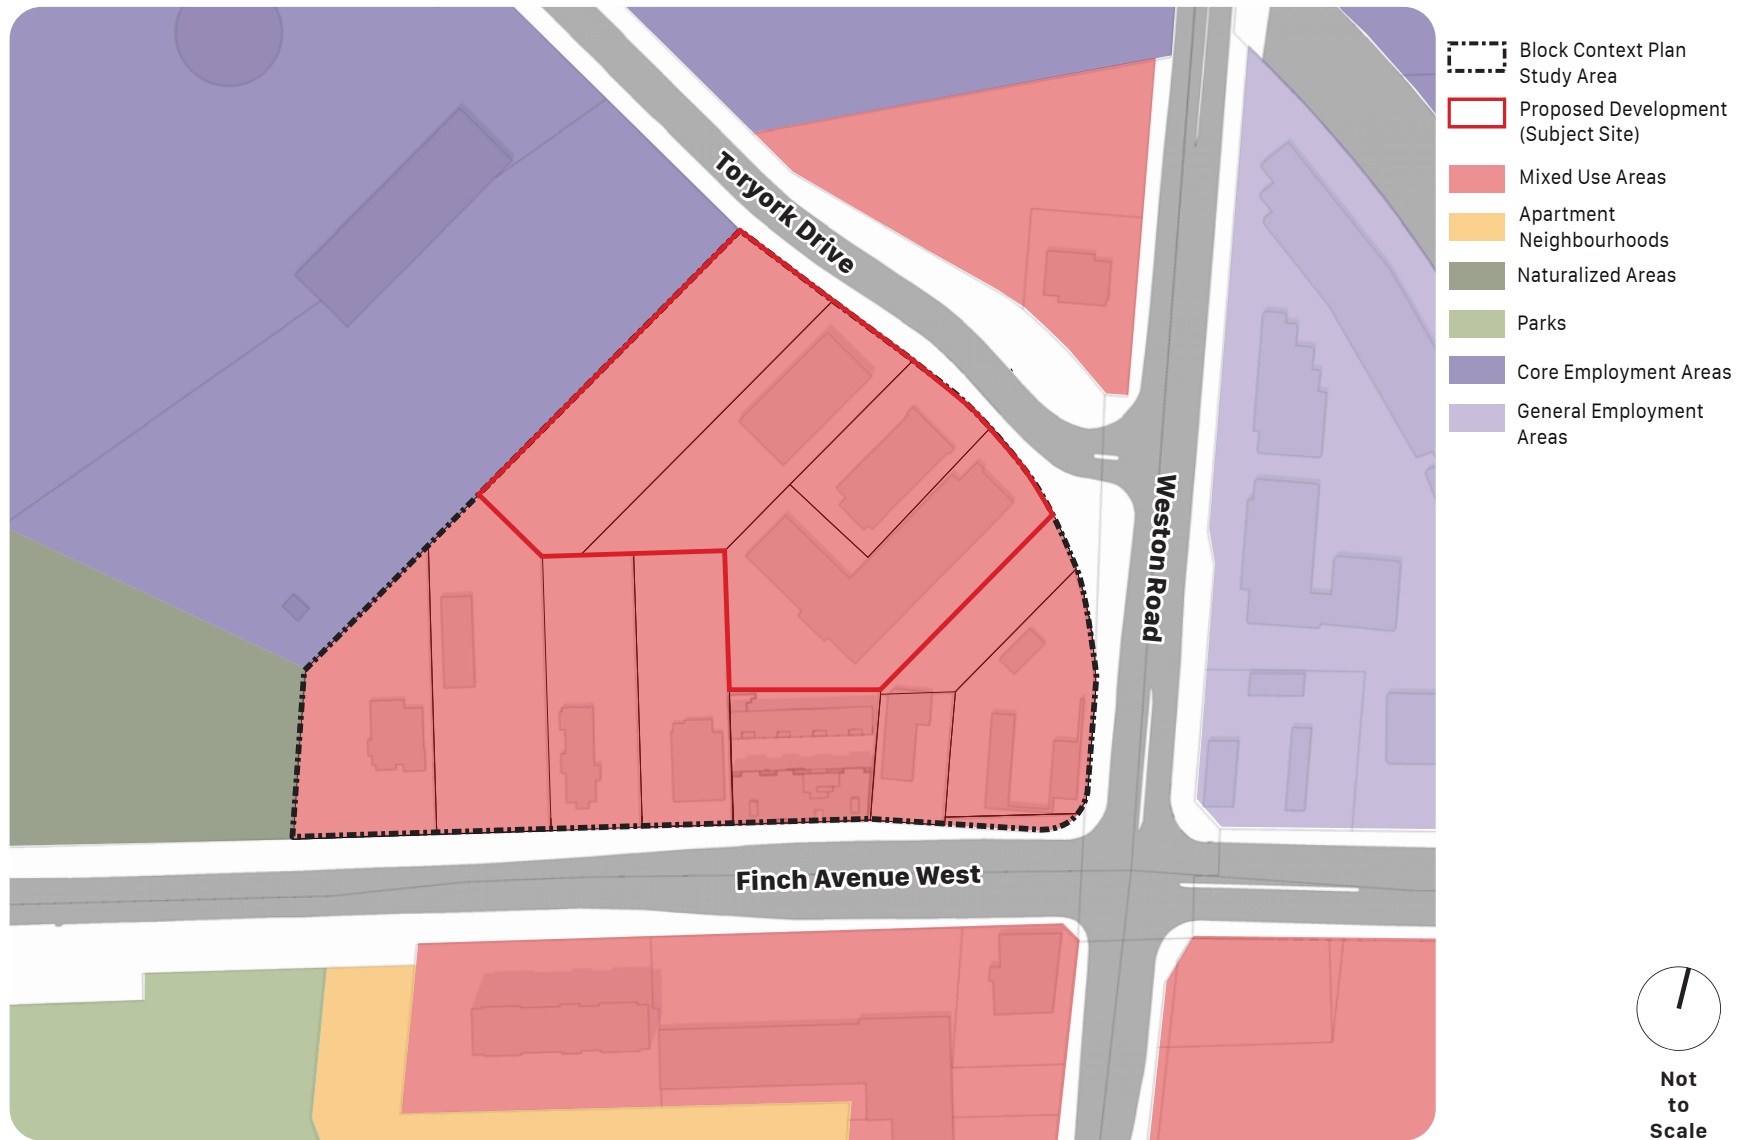 Toryork Drive
Weston Road
Finch Avenue West
Block Context Plan
Study Area
Proposed Development
(Subject Site)
Mixed Use Areas
Apartment
Neighbourhoods
Naturalized Areas
Parks
Core Employment Areas
General Employment
Areas
Not
to
Scale